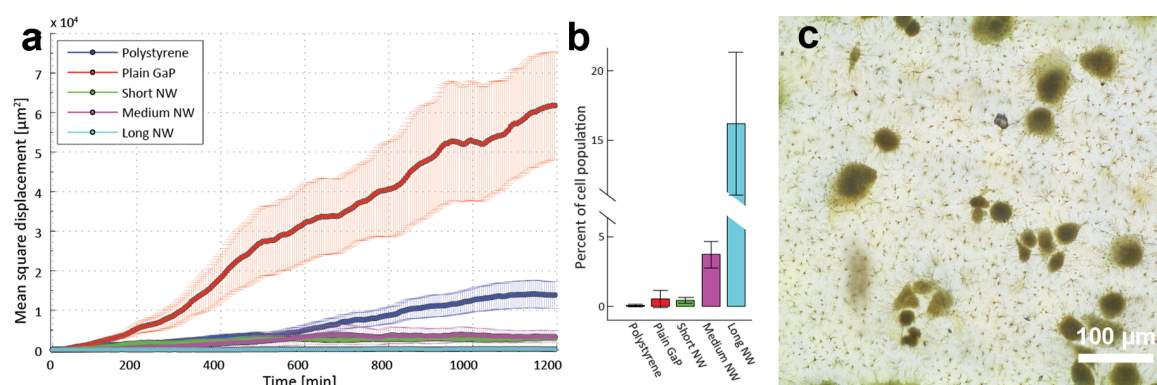 a
x 10⁴
Mean square displacement [μm²]
7
6
5
4
3
2
1
0
0
200
400
600
800
1000
1200
Time [min]
Polystyrene
Plain GaP
Short NW
Medium NW
Long NW
b
Percent of cell population
20
15
5
0
Polystyrene
Plain GaP
Short NW
Medium NW
Long NW
c
100 μm